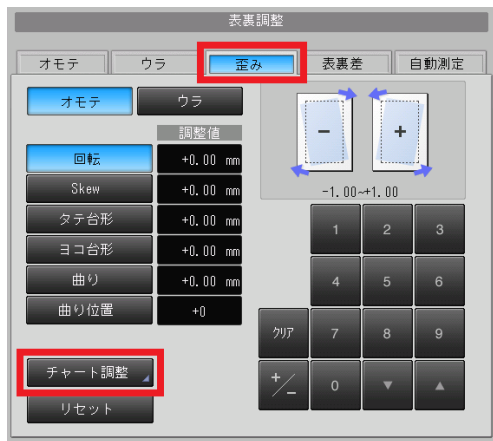 表裏調整
オモテ ウラ 歪み 表裏差 自動測定
オモテ ウラ
調整値
回転 +0.00 mm
Skew +0.00 mm
タテ台形 +0.00 mm
ヨコ台形 +0.00 mm
曲り +0.00 mm
曲り位置 +0
チャート調整
リセット
- +
-1.00~+1.00
1 2 3
4 5 6
クリア 7 8 9
+/- 0 ▼ ▲